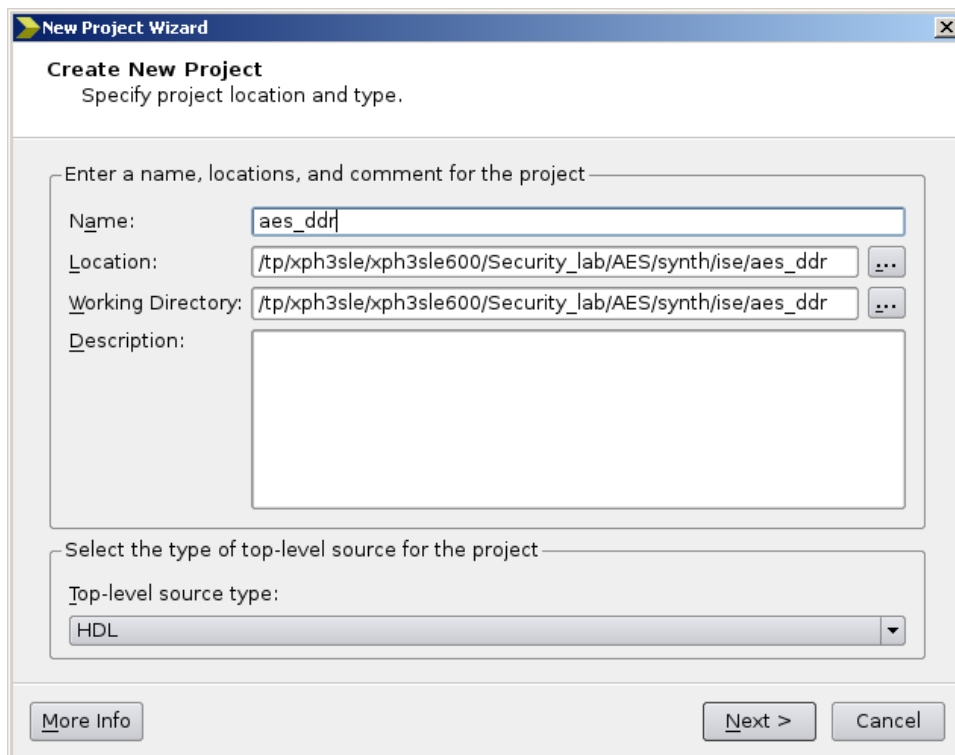 New Project Wizard
Create New Project
Specify project location and type.
Enter a name, locations, and comment for the project
Name: aes_ddr
Location: /tp/xph3sle/xph3sle600/Security_lab/AES/synth/ise/aes_ddr ...
Working Directory: /tp/xph3sle/xph3sle600/Security_lab/AES/synth/ise/aes_ddr ...
Description:
Select the type of top-level source for the project
Top-level source type:
HDL
More Info Next > Cancel